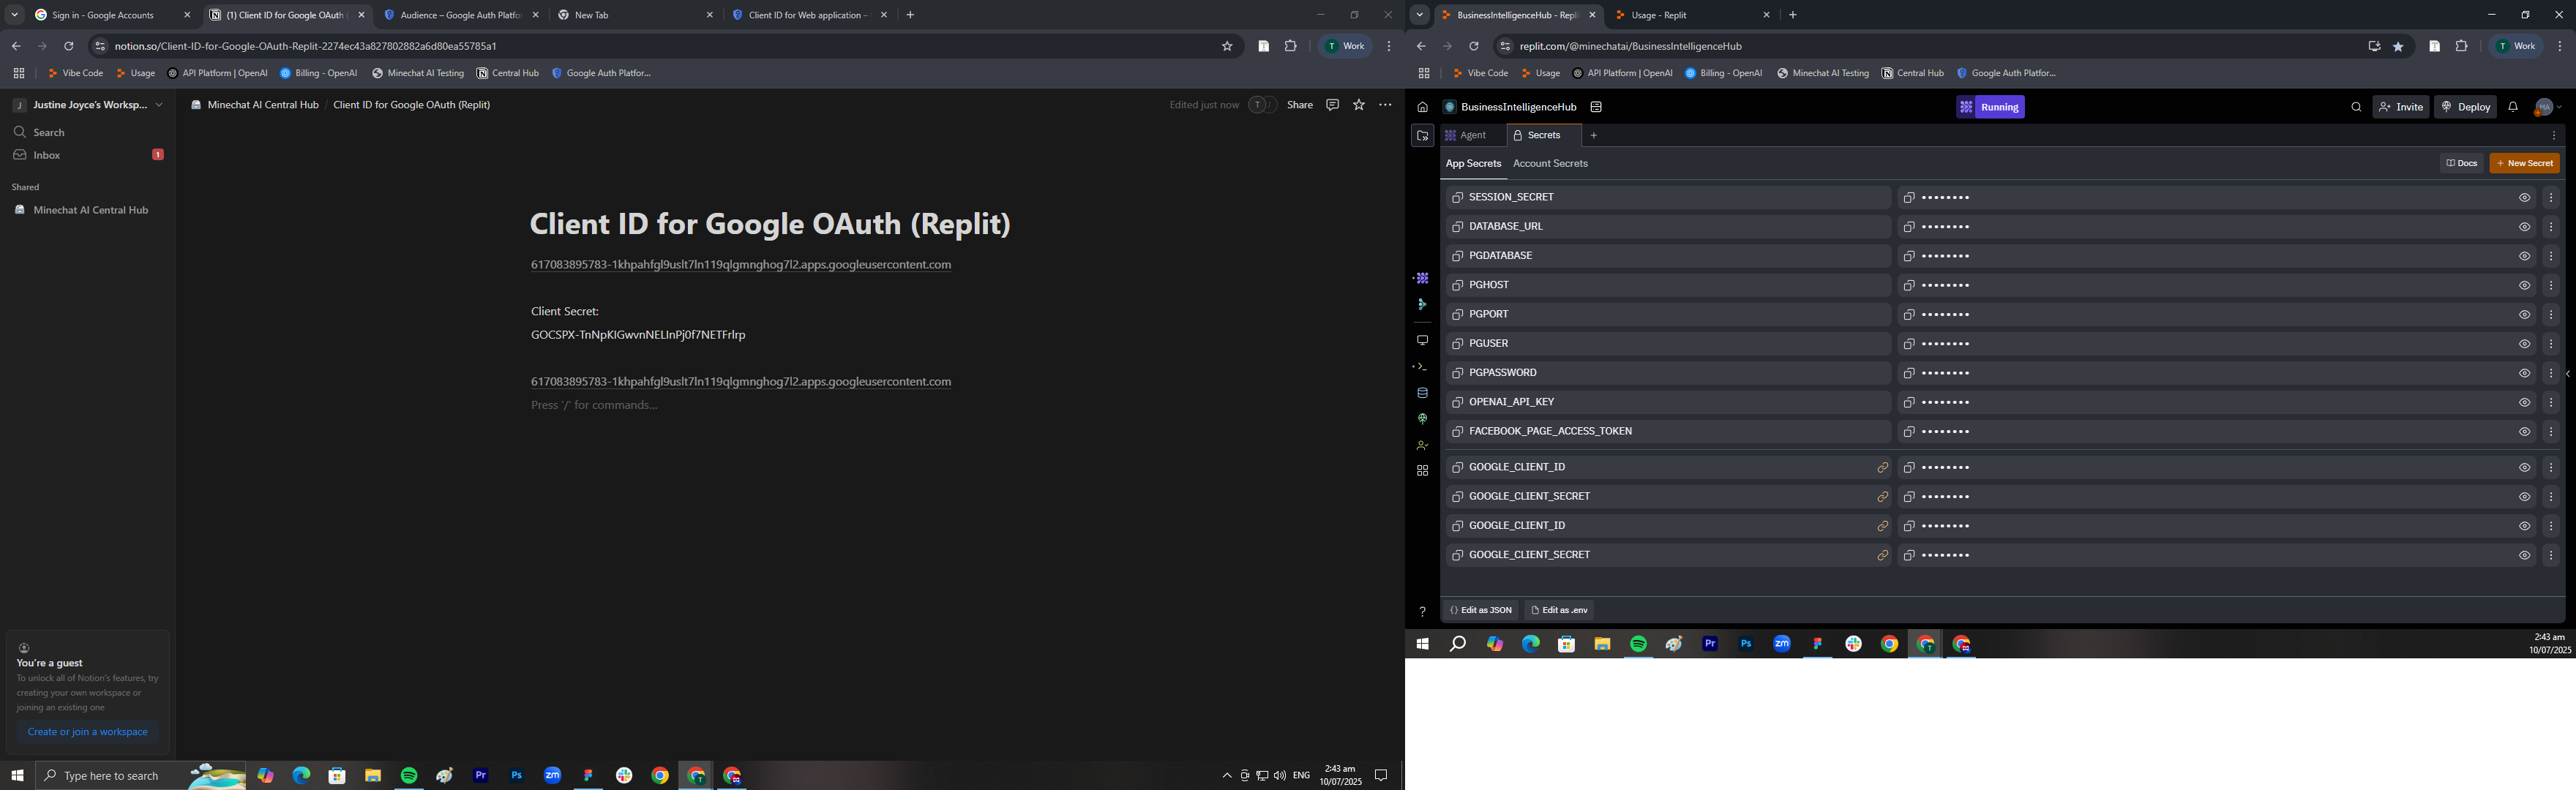 Sign in - Google Accounts
(1) Client ID for Google OAuth (
Audience – Google Auth Platfo
New Tab
Client ID for Web application –
notion.so/Client-ID-for-Google-OAuth-Replit-2274ec43a827802882a6d80ea55785a1
T Work
Vibe Code
Usage
API Platform | OpenAI
Billing - OpenAI
Minechat AI Testing
Central Hub
Google Auth Platfor...
J Justine Joyce's Worksp...
Search
Inbox 1
Shared
Minechat AI Central Hub
Minechat AI Central Hub / Client ID for Google OAuth (Replit)
Edited just now
T
Share
Client ID for Google OAuth (Replit)
617083895783-1khpahfgl9uslt7ln119qlgmnghog7l2.apps.googleusercontent.com
Client Secret:
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
617083895783-1khpahfgl9uslt7ln119qlgmnghog7l2.apps.googleusercontent.com
Press '/' for commands...
You're a guest
To unlock all of Notion's features, try
creating your own workspace or
joining an existing one
Create or join a workspace
Type here to search
Pr
Ps
zm
ENG
2:43 am
10/07/2025
BusinessIntelligenceHub - Repli
Usage - Replit
replit.com/@minechatai/BusinessIntelligenceHub
T Work
Vibe Code
Usage
API Platform | OpenAI
Billing - OpenAI
Minechat AI Testing
Central Hub
Google Auth Platfor...
BusinessIntelligenceHub
Running
Invite
Deploy
MA
Agent
Secrets
App Secrets
Account Secrets
Docs
+ New Secret
SESSION_SECRET
DATABASE_URL
PGDATABASE
PGHOST
PGPORT
PGUSER
PGPASSWORD
OPENAI_API_KEY
FACEBOOK_PAGE_ACCESS_TOKEN
GOOGLE_CLIENT_ID
GOOGLE_CLIENT_SECRET
GOOGLE_CLIENT_ID
GOOGLE_CLIENT_SECRET
{} Edit as JSON
Edit as .env
Pr
Ps
zm
2:43 am
10/07/2025